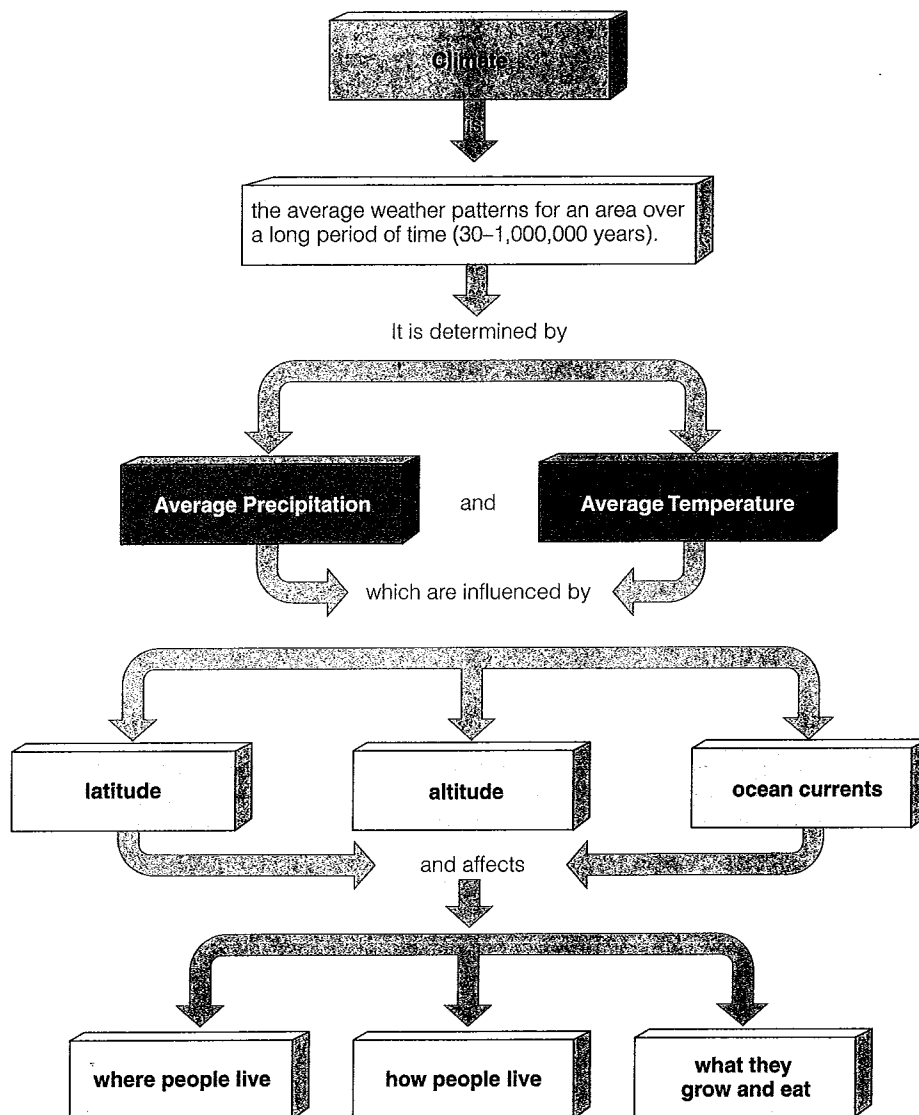 Climate
is
the average weather patterns for an area over
a long period of time (30–1,000,000 years).
It is determined by
Average Precipitation
and
Average Temperature
which are influenced by
latitude
altitude
ocean currents
and affects
where people live
how people live
what they
grow and eat